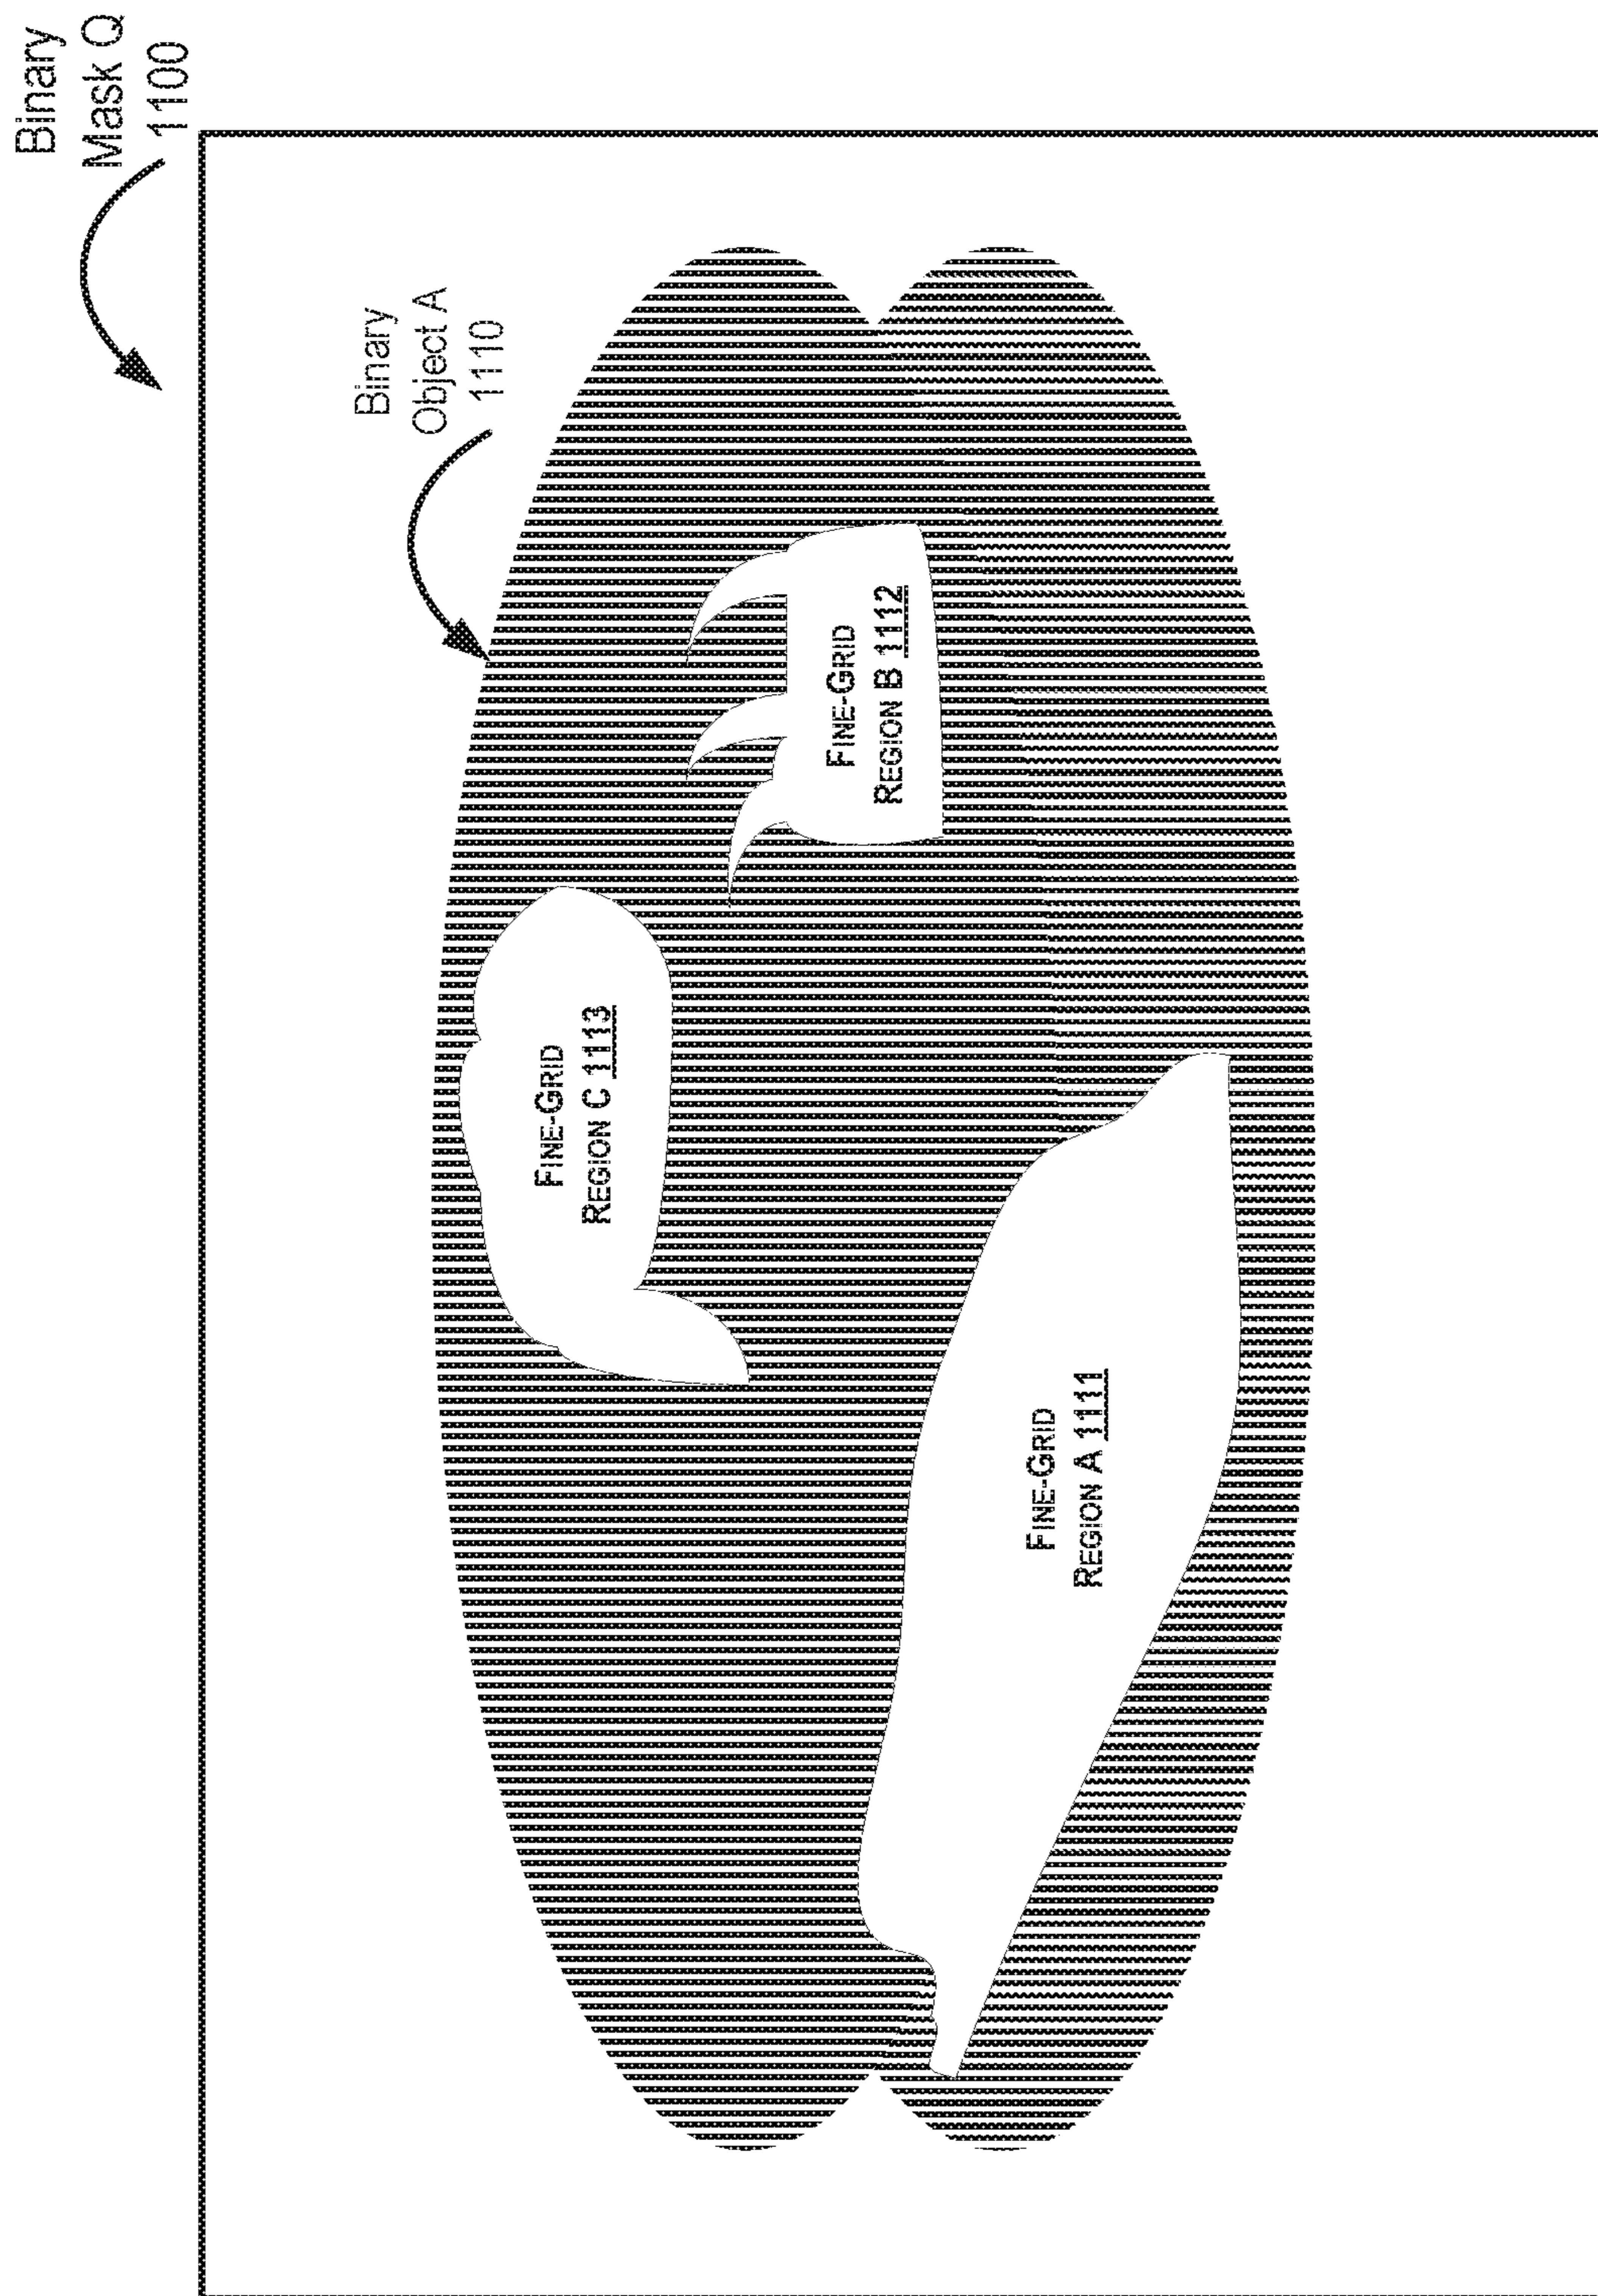 Binary
Mask Q
1100
Binary
Object A
1110
FINE-GRID
REGION C 1113
FINE-GRID
REGION B 1112
FINE-GRID
REGION A 1111